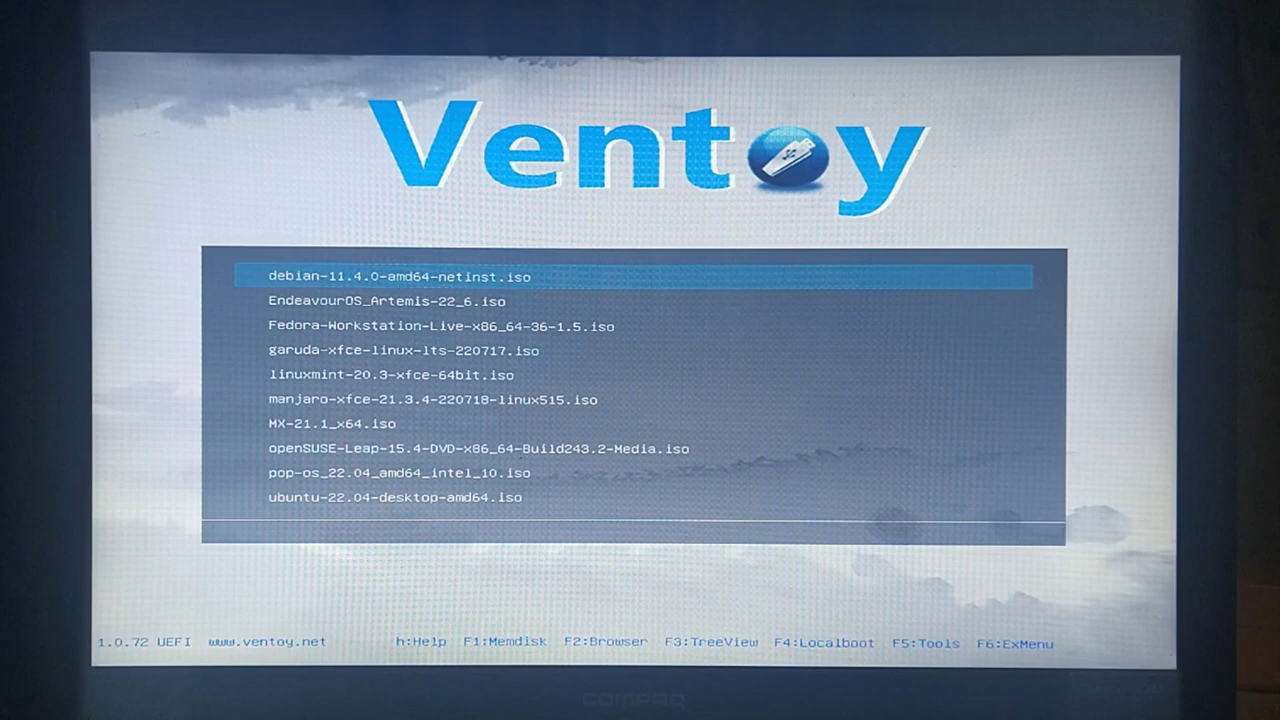 Ventoy
debian-11.4.0-amd64-netinst.iso
EndeavourOS_Artemis-22_6.iso
Fedora-Workstation-Live-x86_64-36-1.5.iso
garuda-xfce-linux-lts-220717.iso
linuxmint-20.3-xfce-64bit.iso
manjaro-xfce-21.3.4-220718-linux515.iso
MX-21.1_x64.iso
openSUSE-Leap-15.4-DVD-x86_64-Build243.2-Media.iso
pop-os_22.04_amd64_intel_10.iso
ubuntu-22.04-desktop-amd64.iso
1.0.72 UEFI www.ventoy.net h:Help F1:Memdisk F2:Browser F3:TreeView F4:Localboot F5:Tools F6:ExMenu
COMPAQ